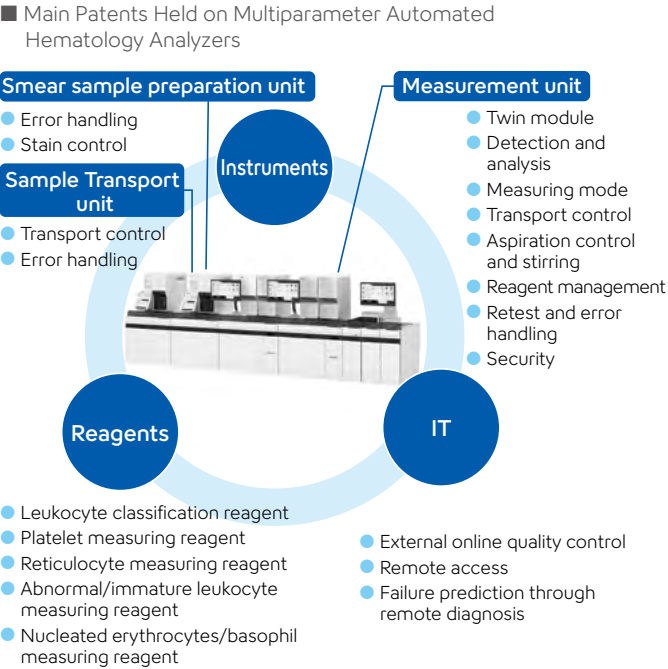 ■ Main Patents Held on Multiparameter Automated
Hematology Analyzers
Smear sample preparation unit
Error handling
Stain control
Sample Transport
unit
Transport control
Error handling
Instruments
Measurement unit
Twin module
Detection and
analysis
Measuring mode
Transport control
Aspiration control
and stirring
Reagent management
Retest and error
handling
Security
Reagents
IT
Leukocyte classification reagent
Platelet measuring reagent
Reticulocyte measuring reagent
Abnormal/immature leukocyte
measuring reagent
Nucleated erythrocytes/basophil
measuring reagent
External online quality control
Remote access
Failure prediction through
remote diagnosis